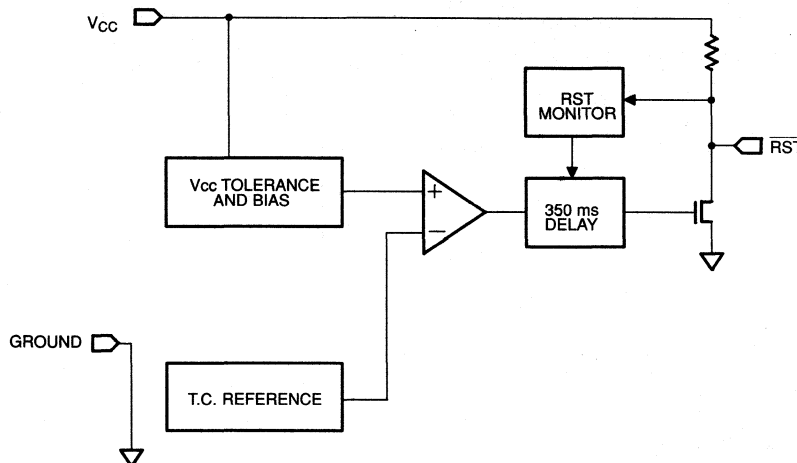 VCC
RST
MONITOR
RST
Vcc TOLERANCE
AND BIAS
+
−
350 ms
DELAY
GROUND
T.C. REFERENCE